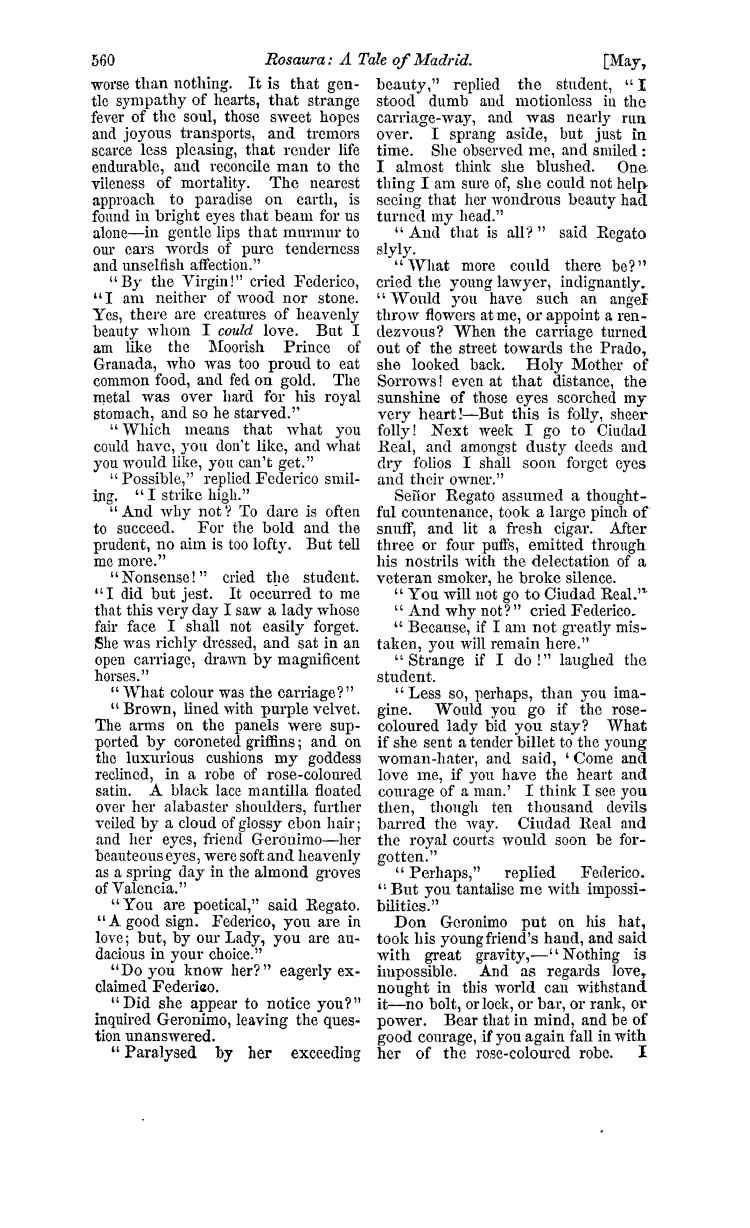 560 Rosaura: A Tale of Madrid. [May,
worse than nothing. It is that gen-
tle sympathy of hearts, that strange
fever of the soul, those sweet hopes
and joyous transports, and tremors
scarce less pleasing, that render life
endurable, and reconcile man to the
vileness of mortality. The nearest
approach to paradise on earth, is
found in bright eyes that beam for us
alone—in gentle lips that murmur to
our ears words of pure tenderness
and unselfish affection."
"By the Virgin!" cried Federico,
"I am neither of wood nor stone.
Yes, there are creatures of heavenly
beauty whom I could love. But I
am like the Moorish Prince of
Granada, who was too proud to eat
common food, and fed on gold. The
metal was over hard for his royal
stomach, and so he starved."
"Which means that what you
could have, you don't like, and what
you would like, you can't get."
"Possible," replied Federico smil-
ing. "I strike high."
"And why not? To dare is often
to succeed. For the bold and the
prudent, no aim is too lofty. But tell
me more."
"Nonsense!" cried the student.
"I did but jest. It occurred to me
that this very day I saw a lady whose
fair face I shall not easily forget.
She was richly dressed, and sat in an
open carriage, drawn by magnificent
horses."
"What colour was the carriage?"
"Brown, lined with purple velvet.
The arms on the panels were sup-
ported by coroneted griffins; and on
the luxurious cushions my goddess
reclined, in a robe of rose-coloured
satin. A black lace mantilla floated
over her alabaster shoulders, further
veiled by a cloud of glossy ebon hair;
and her eyes, friend Geronimo—her
beauteous eyes, were soft and heavenly
as a spring day in the almond groves
of Valencia."
"You are poetical," said Regato.
"A good sign. Federico, you are in
love; but, by our Lady, you are au-
dacious in your choice."
"Do you know her?" eagerly ex-
claimed Federico.
"Did she appear to notice you?"
inquired Geronimo, leaving the ques-
tion unanswered.
"Paralysed by her exceeding
beauty," replied the student, "I
stood dumb and motionless in the
carriage-way, and was nearly run
over. I sprang aside, but just in
time. She observed me, and smiled:
I almost think she blushed. One
thing I am sure of, she could not help
seeing that her wondrous beauty had
turned my head."
"And that is all?" said Regato
slyly.
"What more could there be?"
cried the young lawyer, indignantly.
"Would you have such an angel
throw flowers at me, or appoint a ren-
dezvous? When the carriage turned
out of the street towards the Prado,
she looked back. Holy Mother of
Sorrows! even at that distance, the
sunshine of those eyes scorched my
very heart!—But this is folly, sheer
folly! Next week I go to Ciudad
Real, and amongst dusty deeds and
dry folios I shall soon forget eyes
and their owner."
Señor Regato assumed a thought-
ful countenance, took a large pinch of
snuff, and lit a fresh cigar. After
three or four puffs, emitted through
his nostrils with the delectation of a
veteran smoker, he broke silence.
"You will not go to Ciudad Real."
"And why not?" cried Federico.
"Because, if I am not greatly mis-
taken, you will remain here."
"Strange if I do!" laughed the
student.
"Less so, perhaps, than you ima-
gine. Would you go if the rose-
coloured lady bid you stay? What
if she sent a tender billet to the young
woman-hater, and said, 'Come and
love me, if you have the heart and
courage of a man.' I think I see you
then, though ten thousand devils
barred the way. Ciudad Real and
the royal courts would soon be for-
gotten."
"Perhaps," replied Federico.
"But you tantalise me with impossi-
bilities."
Don Geronimo put on his hat,
took his young friend's hand, and said
with great gravity,—"Nothing is
impossible. And as regards love,
nought in this world can withstand
it—no bolt, or lock, or bar, or rank, or
power. Bear that in mind, and be of
good courage, if you again fall in with
her of the rose-coloured robe. I